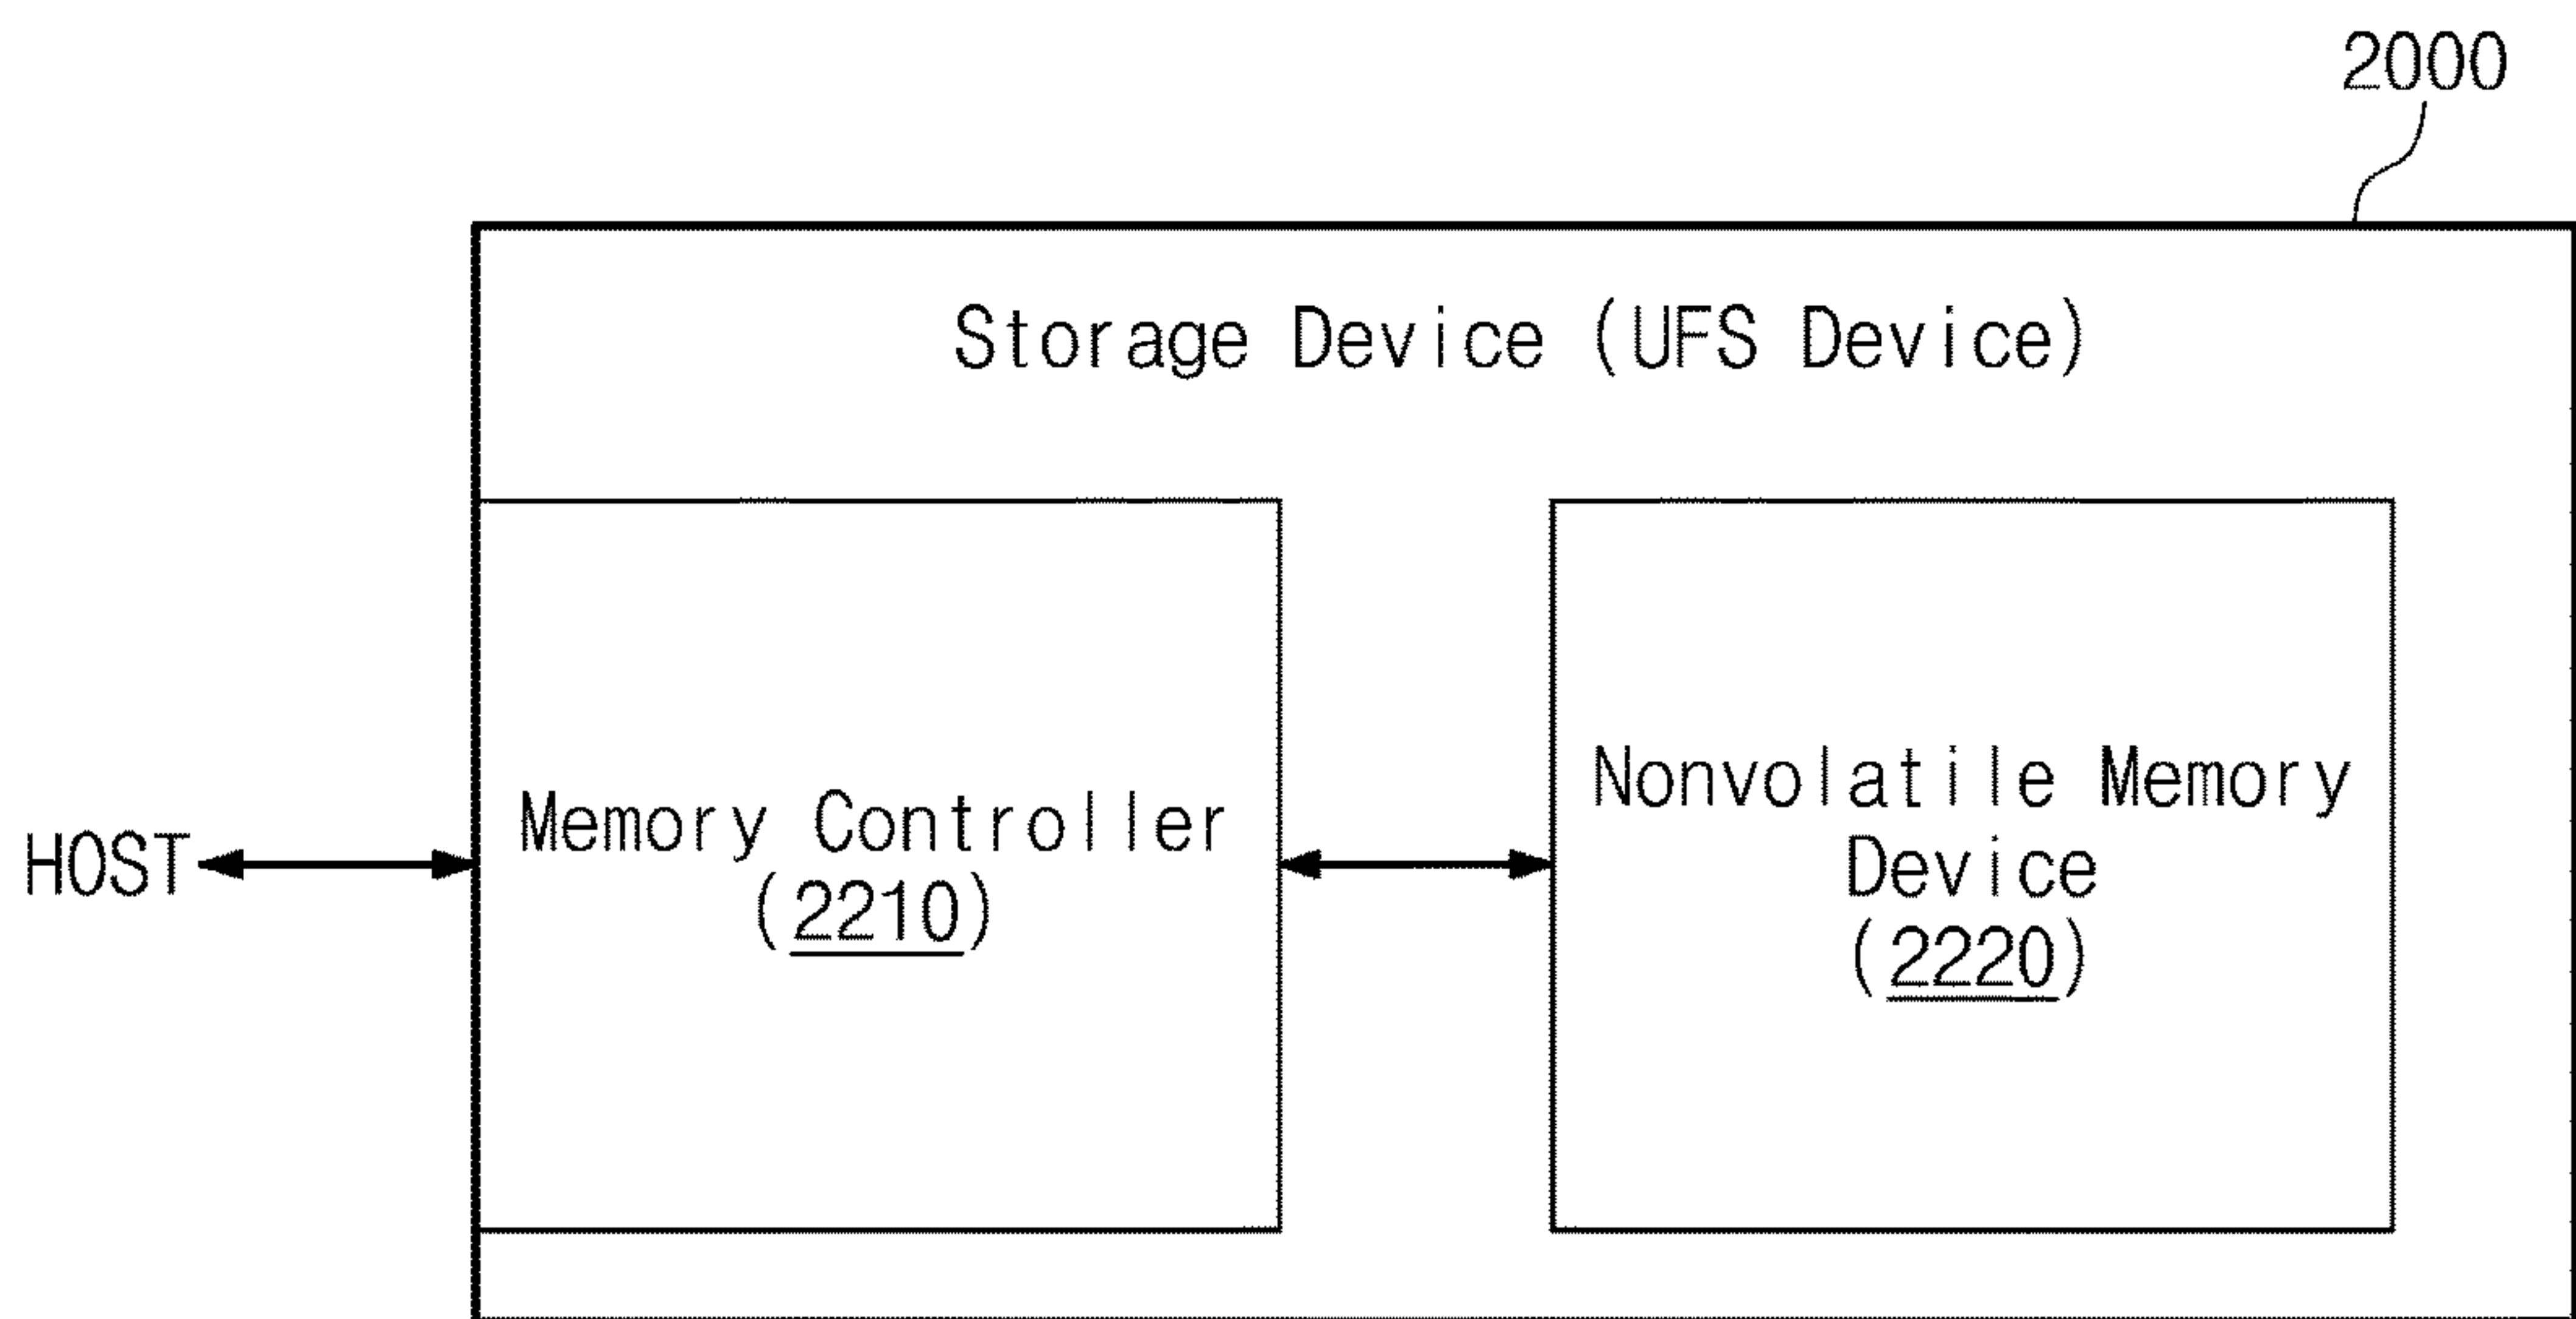 2000
Storage Device (UFS Device)
HOST
Memory Controller
(2210)
Nonvolatile Memory
Device
(2220)